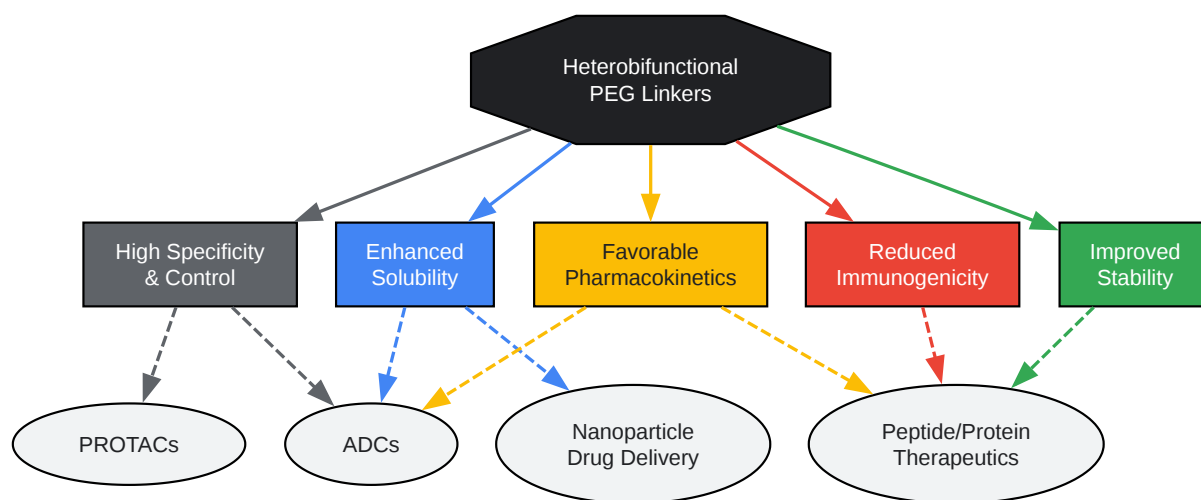 Heterobifunctional
PEG Linkers
High Specificity
& Control
Enhanced
Solubility
Favorable
Pharmacokinetics
Reduced
Immunogenicity
Improved
Stability
PROTACs
ADCs
Nanoparticle
Drug Delivery
Peptide/Protein
Therapeutics